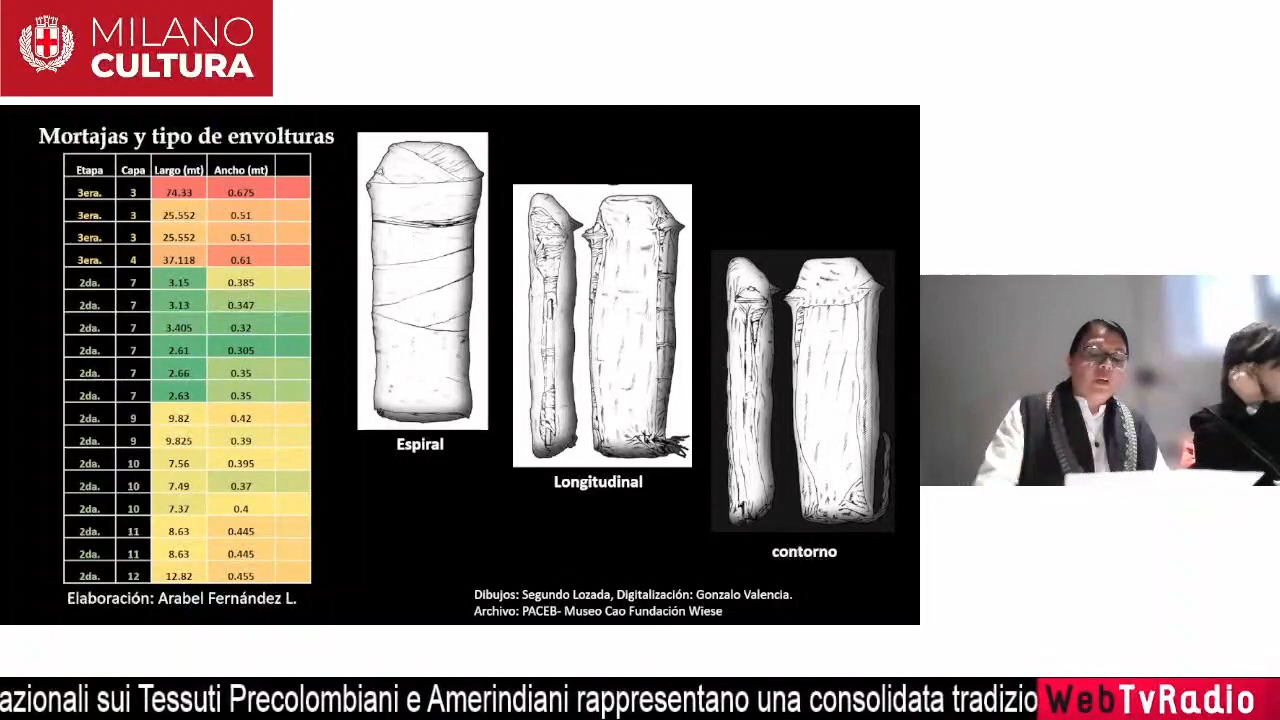 MILANO
CULTURA
Mortajas y tipo de envolturas
Etapa Capa Largo (mt) Ancho (mt)
3era. 3 74.33 0.675
3era. 3 25.552 0.51
3era. 3 25.552 0.51
3era. 4 37.118 0.61
2da. 7 3.15 0.385
2da. 7 3.13 0.347
2da. 7 3.405 0.32
2da. 7 2.61 0.305
2da. 7 2.66 0.35
2da. 7 2.63 0.35
2da. 9 9.82 0.42
2da. 9 9.825 0.39
2da. 10 7.56 0.395
2da. 10 7.49 0.37
2da. 10 7.37 0.4
2da. 11 8.63 0.445
2da. 11 8.63 0.445
2da. 12 12.82 0.455
Elaboración: Arabel Fernández L.
Espiral
Longitudinal
contorno
Dibujos: Segundo Lozada, Digitalización: Gonzalo Valencia.
Archivo: PACEB- Museo Cao Fundación Wiese
azionali sui Tessuti Precolombiani e Amerindiani rappresentano una consolidata tradizio
WebTvRadio